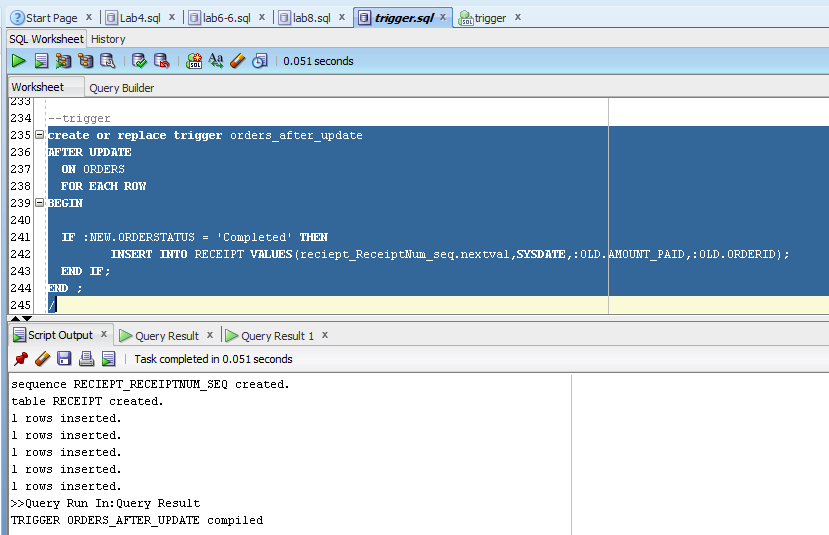 Start Page x Lab4.sql x lab6-6.sql x lab8.sql x trigger.sql x trigger x
SQL Worksheet History
0.051 seconds
Worksheet Query Builder
233
234 --trigger
235 create or replace trigger orders_after_update
236 AFTER UPDATE
237 ON ORDERS
238 FOR EACH ROW
239 BEGIN
240
241 IF :NEW.ORDERSTATUS = 'Completed' THEN
242 INSERT INTO RECEIPT VALUES(reciept_ReceiptNum_seq.nextval,SYSDATE,:OLD.AMOUNT_PAID,:OLD.ORDERID);
243 END IF;
244 END ;
245 /
Script Output x Query Result x Query Result 1 x
Task completed in 0.051 seconds
sequence RECIEPT_RECEIPTNUM_SEQ created.
table RECEIPT created.
1 rows inserted.
1 rows inserted.
1 rows inserted.
1 rows inserted.
1 rows inserted.
>>Query Run In:Query Result
TRIGGER ORDERS_AFTER_UPDATE compiled